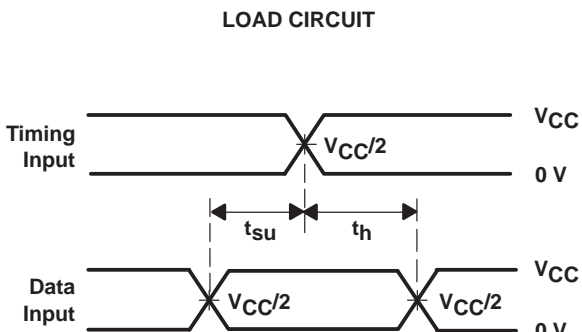 LOAD CIRCUIT
Timing Input
VCC
VCC/2
0 V
tsu
th
Data Input
VCC
VCC/2
VCC/2
0 V